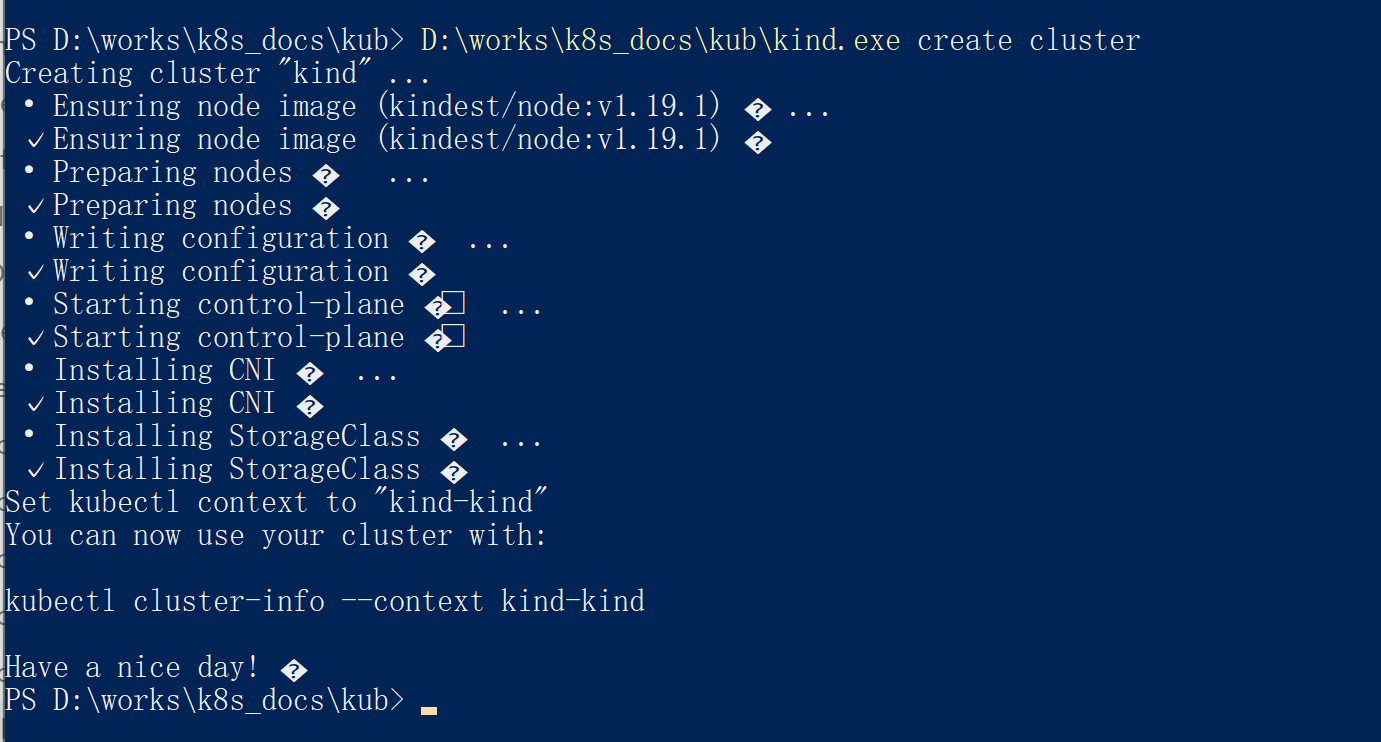 PS D:\works\k8s_docs\kub> D:\works\k8s_docs\kub\kind.exe create cluster
Creating cluster "kind" ...
 • Ensuring node image (kindest/node:v1.19.1) � ...
 ✓ Ensuring node image (kindest/node:v1.19.1) �
 • Preparing nodes � ...
 ✓ Preparing nodes �
 • Writing configuration � ...
 ✓ Writing configuration �
 • Starting control-plane �□ ...
 ✓ Starting control-plane �□
 • Installing CNI � ...
 ✓ Installing CNI �
 • Installing StorageClass � ...
 ✓ Installing StorageClass �
Set kubectl context to "kind-kind"
You can now use your cluster with:
kubectl cluster-info --context kind-kind
Have a nice day! �
PS D:\works\k8s_docs\kub>